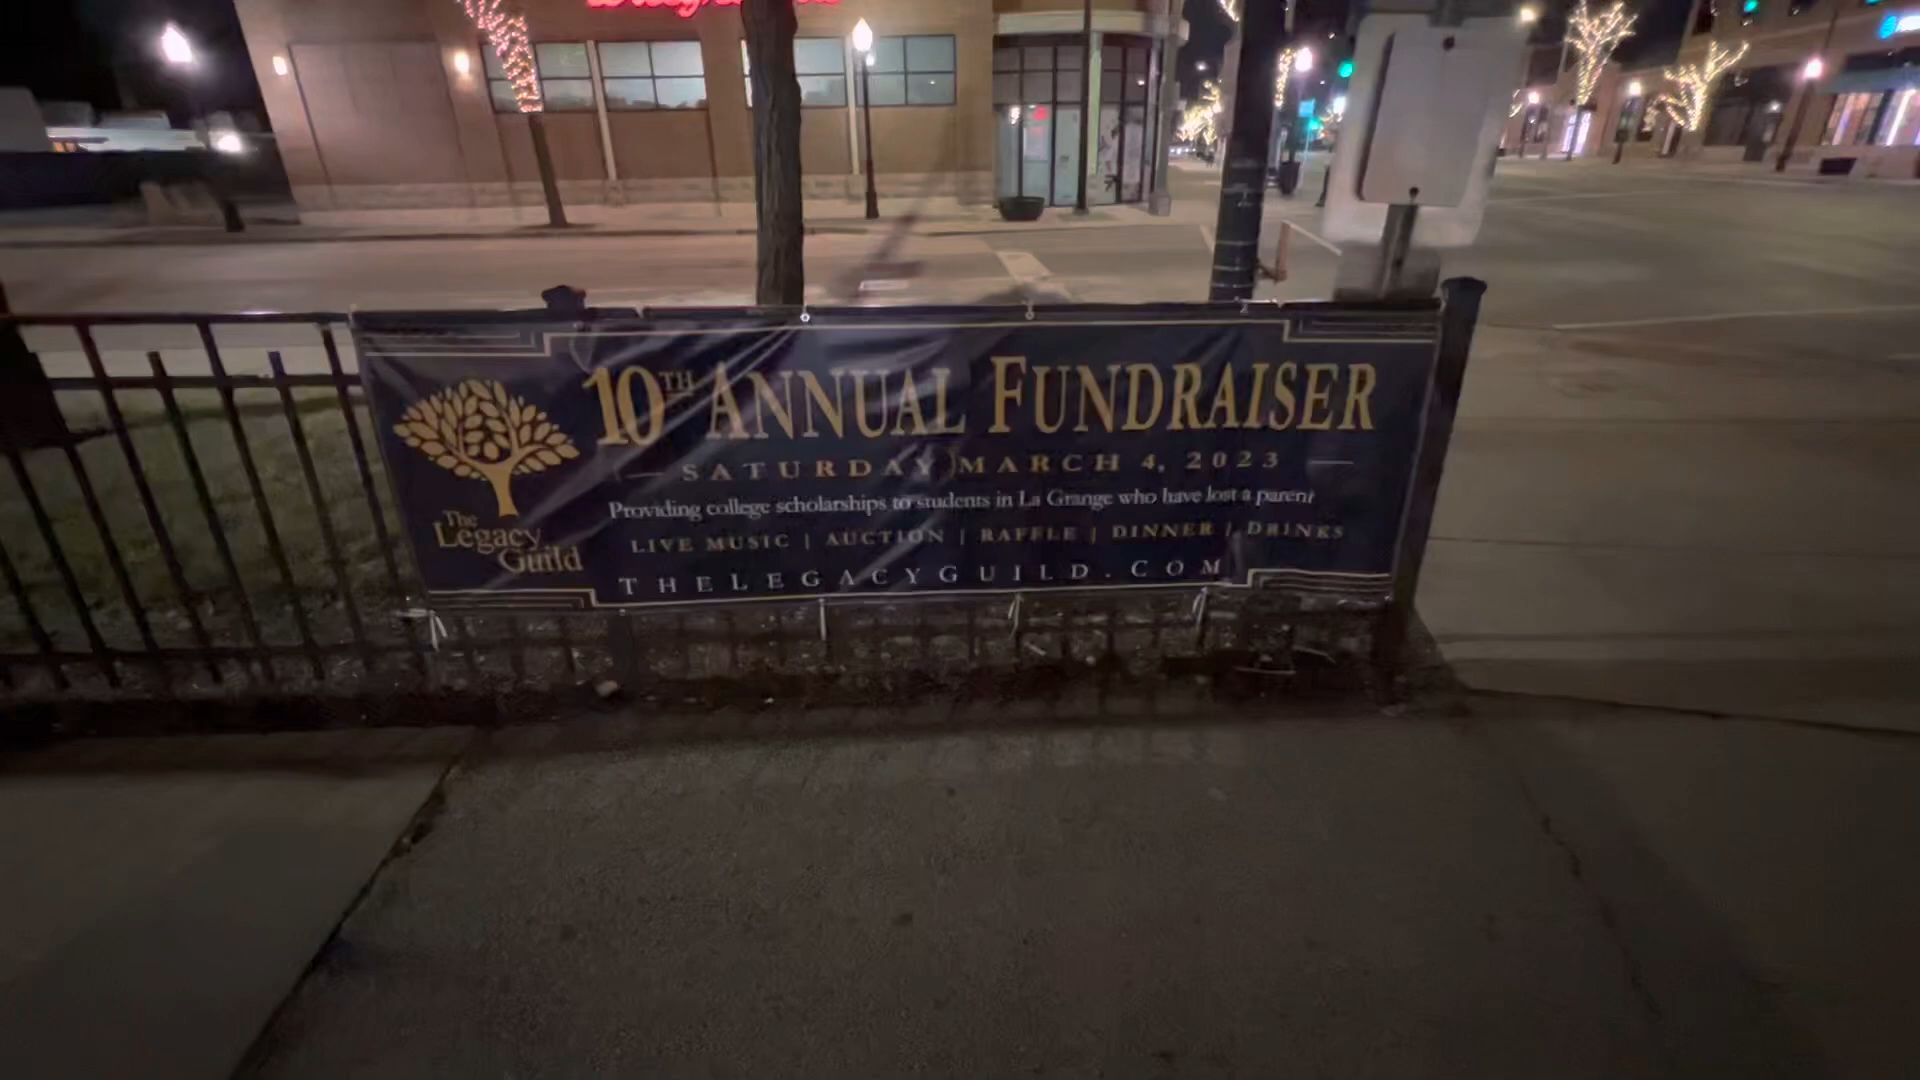 10TH ANNUAL FUNDRAISER
SATURDAY MARCH 4, 2023
Providing college scholarships to students in La Grange who have lost a parent
LIVE MUSIC | AUCTION | RAFFLE | DINNER | DRINKS
THELEGACYGUILD.COM
The
Legacy
Guild